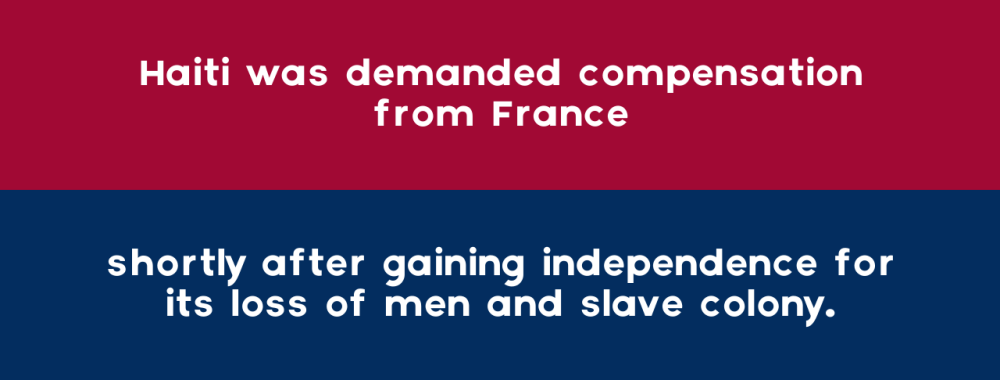 Haiti was demanded compensation
from France
shortly after gaining independence for
its loss of men and slave colony.